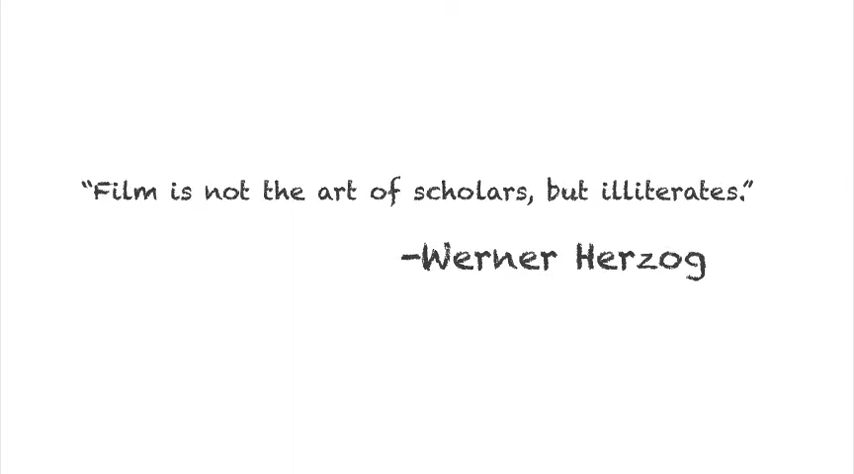 “Film is not the art of scholars, but illiterates.”
-Werner Herzog